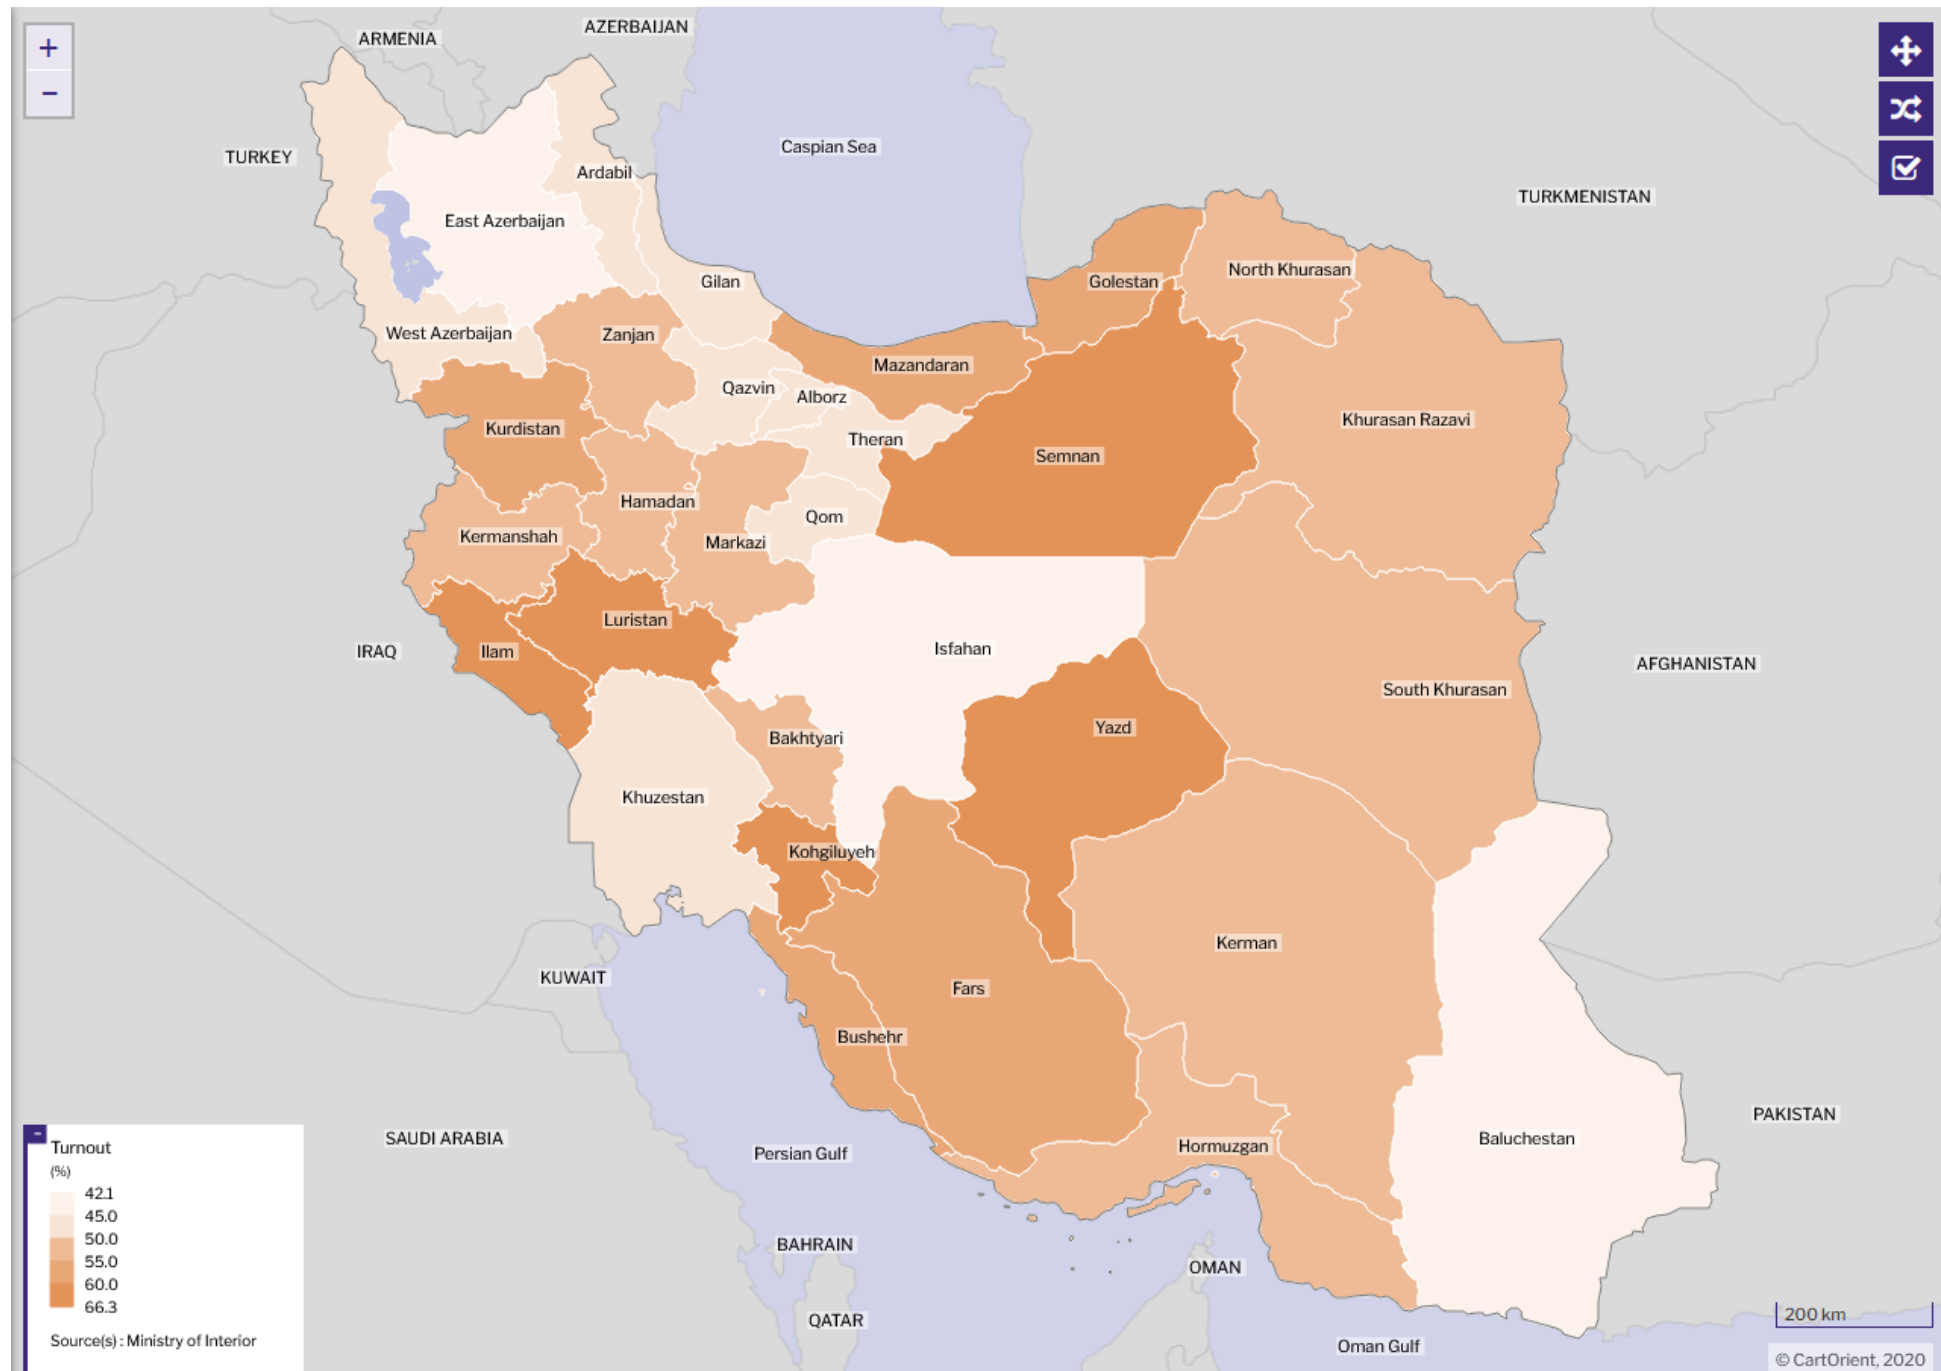 +
−
ARMENIA
AZERBAIJAN
TURKEY
Caspian Sea
Ardabil
TURKMENISTAN
East Azerbaijan
Gilan
Golestan
North Khurasan
West Azerbaijan
Zanjan
Mazandaran
Qazvin
Alborz
Khurasan Razavi
Kurdistan
Theran
Semnan
Hamadan
Qom
Kermanshah
Markazi
Luristan
IRAQ
Ilam
Isfahan
AFGHANISTAN
South Khurasan
Bakhtyari
Yazd
Khuzestan
Kohgiluyeh
Kerman
KUWAIT
Fars
Bushehr
PAKISTAN
SAUDI ARABIA
Persian Gulf
Hormuzgan
Baluchestan
BAHRAIN
OMAN
QATAR
Oman Gulf
-
Turnout
(%)
42.1
45.0
50.0
55.0
60.0
66.3
Source(s) : Ministry of Interior
200 km
© CartOrient, 2020